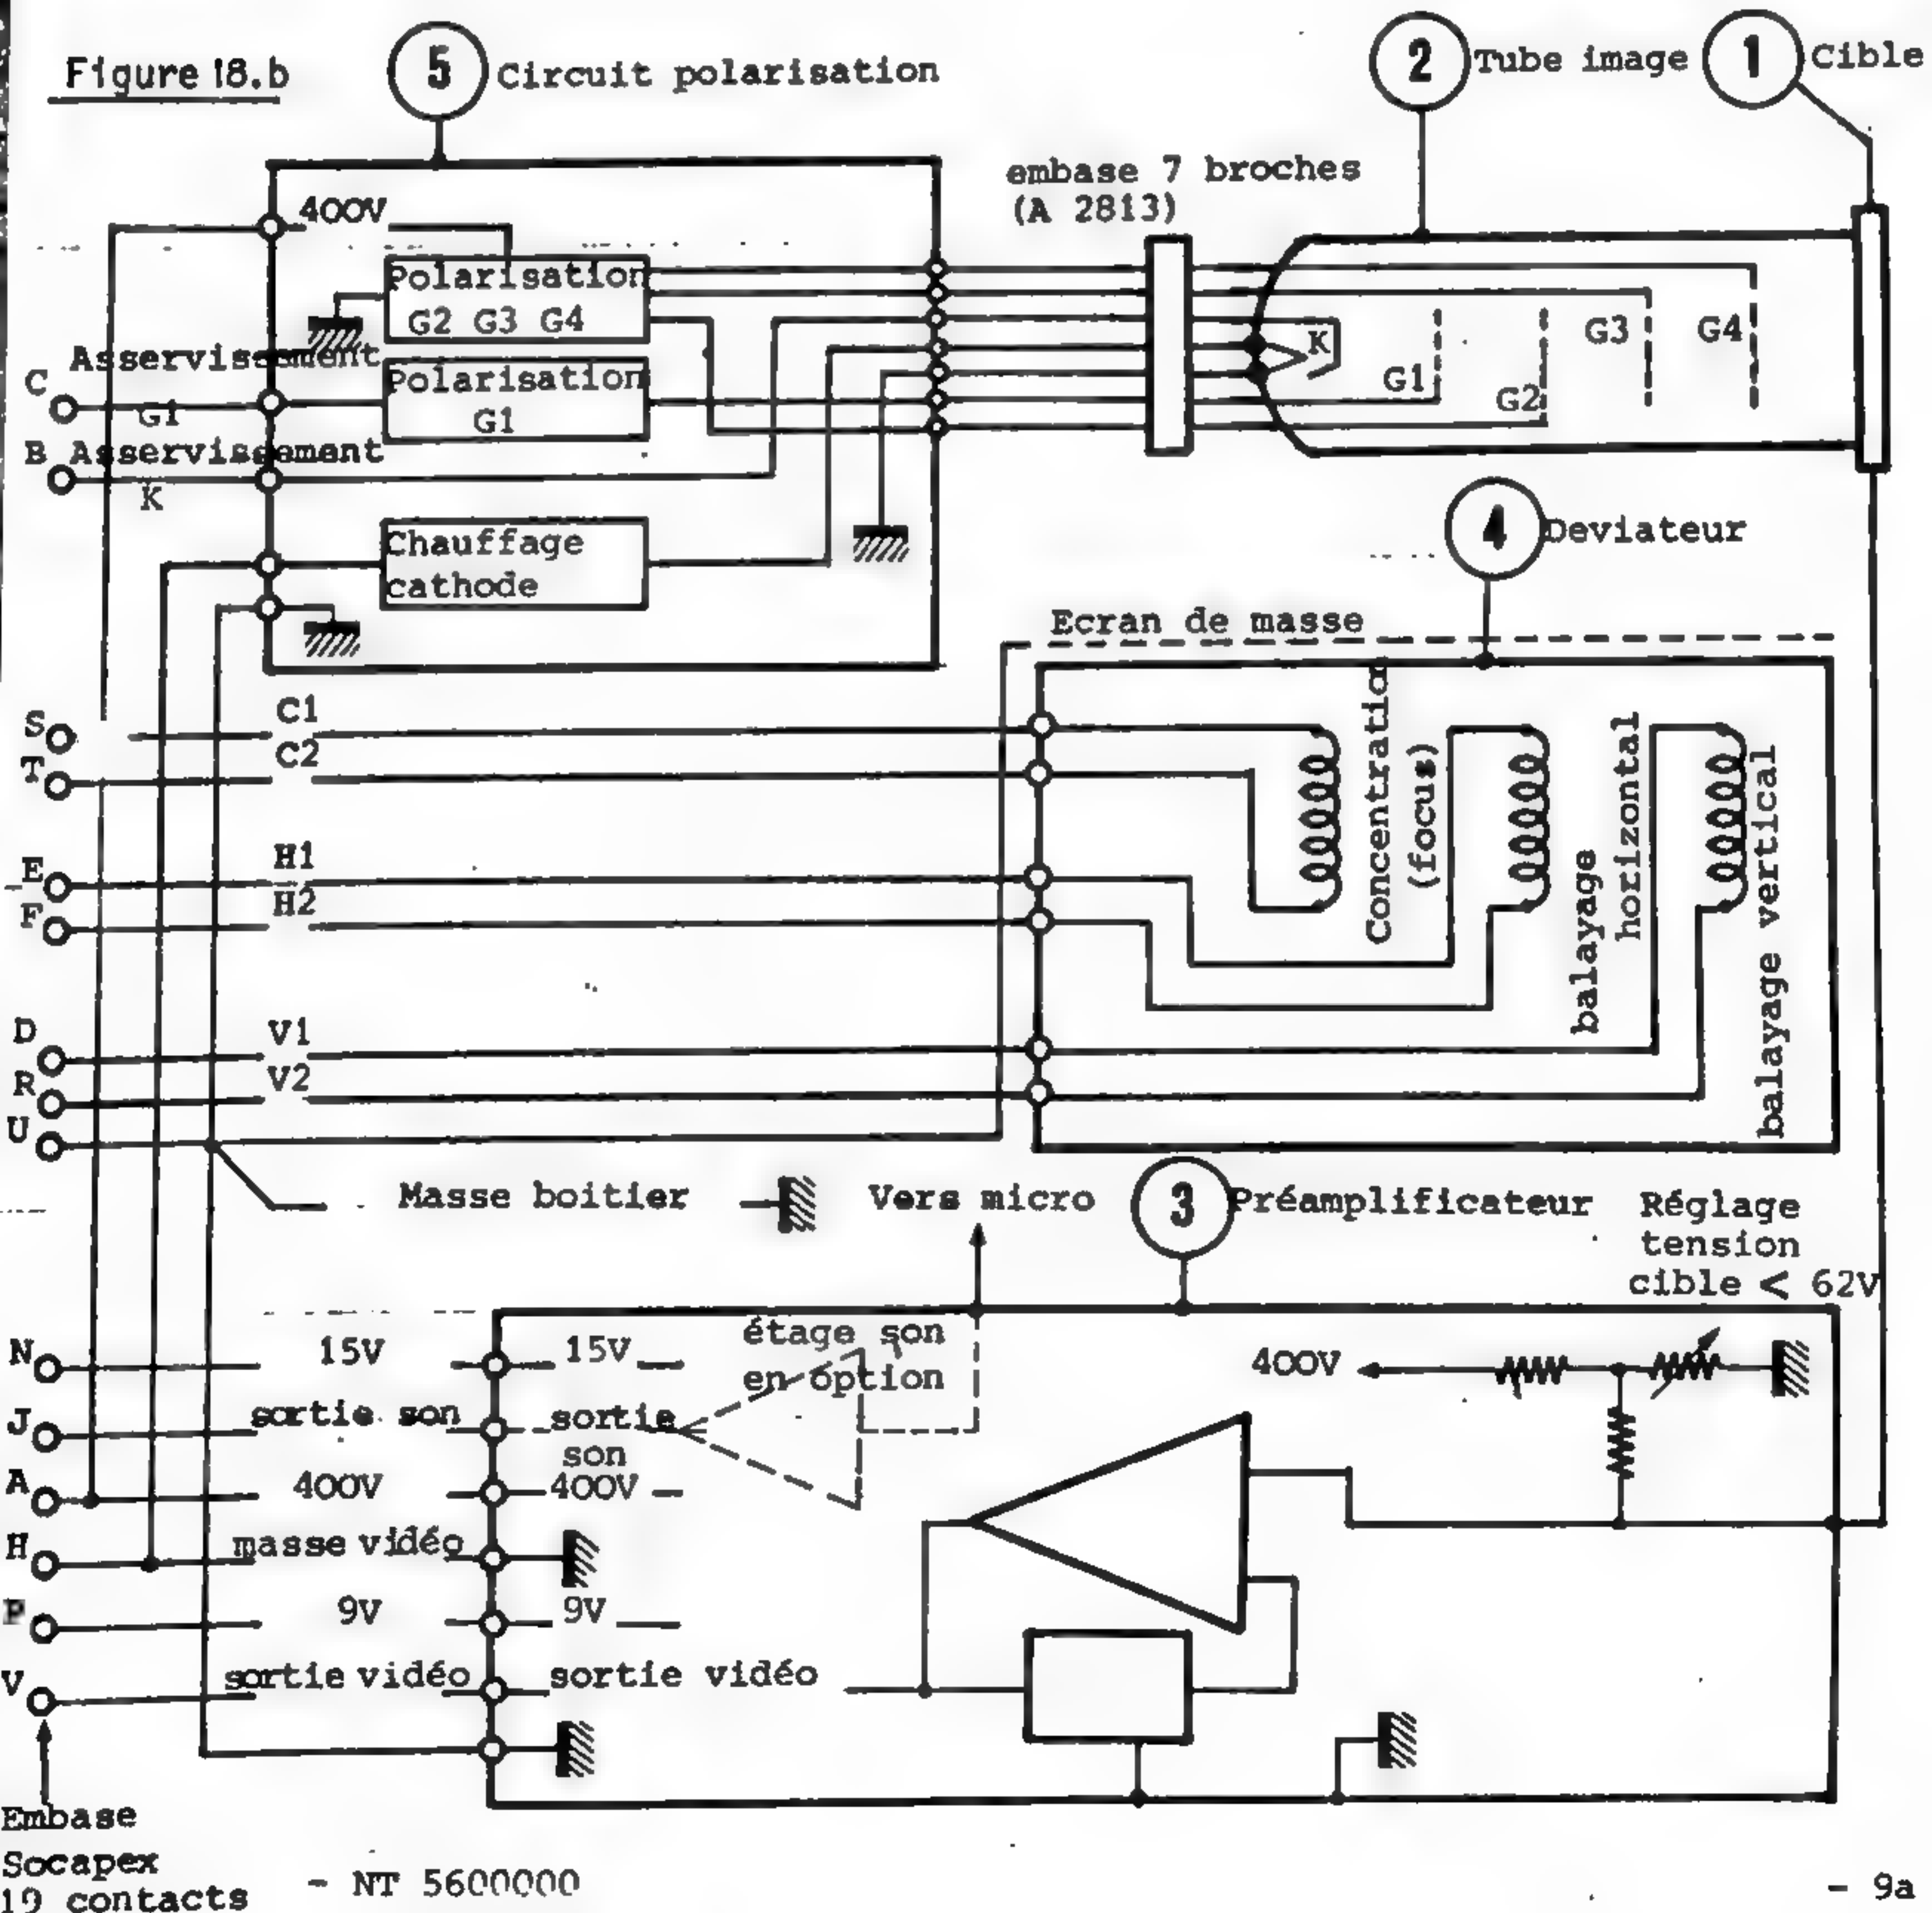 Figure 18.b
5 Circuit polarisation
2 Tube image
1 Cible
embase 7 broches
(A 2813)
400V
Polarisation
G2 G3 G4
Asservissement
C
G1
Polarisation
G1
B Asservissement
K
Chauffage
cathode
K
G1
G2
G3
G4
4 Deviateur
Ecran de masse
S
C1
T
C2
E
H1
F
H2
D
V1
R
V2
U
Concentration
(focus)
balayage
horizontal
balayage vertical
Masse boitier
Vers micro
3 Préamplificateur
Réglage
tension
cible < 62V
N
15V
15V
étage son
en option
400V
J
sortie son
sortie
son
A
400V
400V
H
masse vidéo
P
9V
9V
V
sortie vidéo
sortie vidéo
Embase
Socapex
19 contacts
- NT 5600000
- 9a